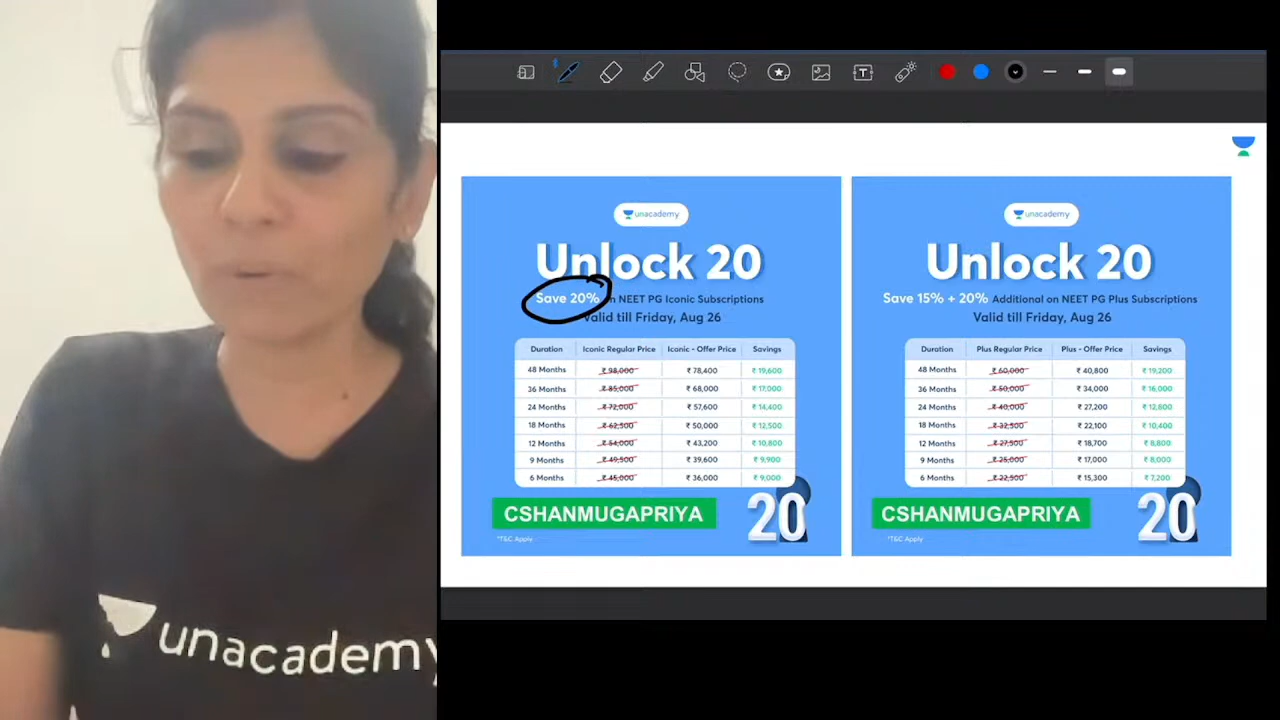 unacademy
unacademy
Unlock 20
Save 20% on NEET PG Iconic Subscriptions
Valid till Friday, Aug 26
Duration Iconic Regular Price Iconic - Offer Price Savings
48 Months ₹ 98,000 ₹ 78,400 ₹ 19,600
36 Months ₹ 85,000 ₹ 68,000 ₹ 17,000
24 Months ₹ 72,000 ₹ 57,600 ₹ 14,400
18 Months ₹ 62,500 ₹ 50,000 ₹ 12,500
12 Months ₹ 54,000 ₹ 43,200 ₹ 10,800
9 Months ₹ 49,500 ₹ 39,600 ₹ 9,900
6 Months ₹ 45,000 ₹ 36,000 ₹ 9,000
CSHANMUGAPRIYA
20
*T&C Apply
unacademy
Unlock 20
Save 15% + 20% Additional on NEET PG Plus Subscriptions
Valid till Friday, Aug 26
Duration Plus Regular Price Plus - Offer Price Savings
48 Months ₹ 60,000 ₹ 40,800 ₹ 19,200
36 Months ₹ 50,000 ₹ 34,000 ₹ 16,000
24 Months ₹ 40,000 ₹ 27,200 ₹ 12,800
18 Months ₹ 32,500 ₹ 22,100 ₹ 10,400
12 Months ₹ 27,500 ₹ 18,700 ₹ 8,800
9 Months ₹ 25,000 ₹ 17,000 ₹ 8,000
6 Months ₹ 22,500 ₹ 15,300 ₹ 7,200
CSHANMUGAPRIYA
20
*T&C Apply